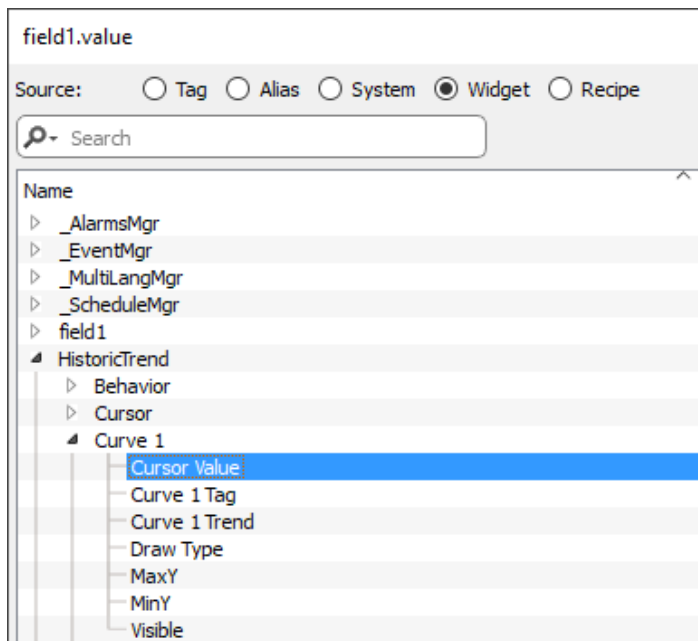 field1.value
Source: Tag Alias System Widget Recipe
Search
Name
_AlarmsMgr
_EventMgr
_MultiLangMgr
_ScheduleMgr
field1
HistoricTrend
Behavior
Cursor
Curve 1
Cursor Value
Curve 1 Tag
Curve 1 Trend
Draw Type
MaxY
MinY
Visible